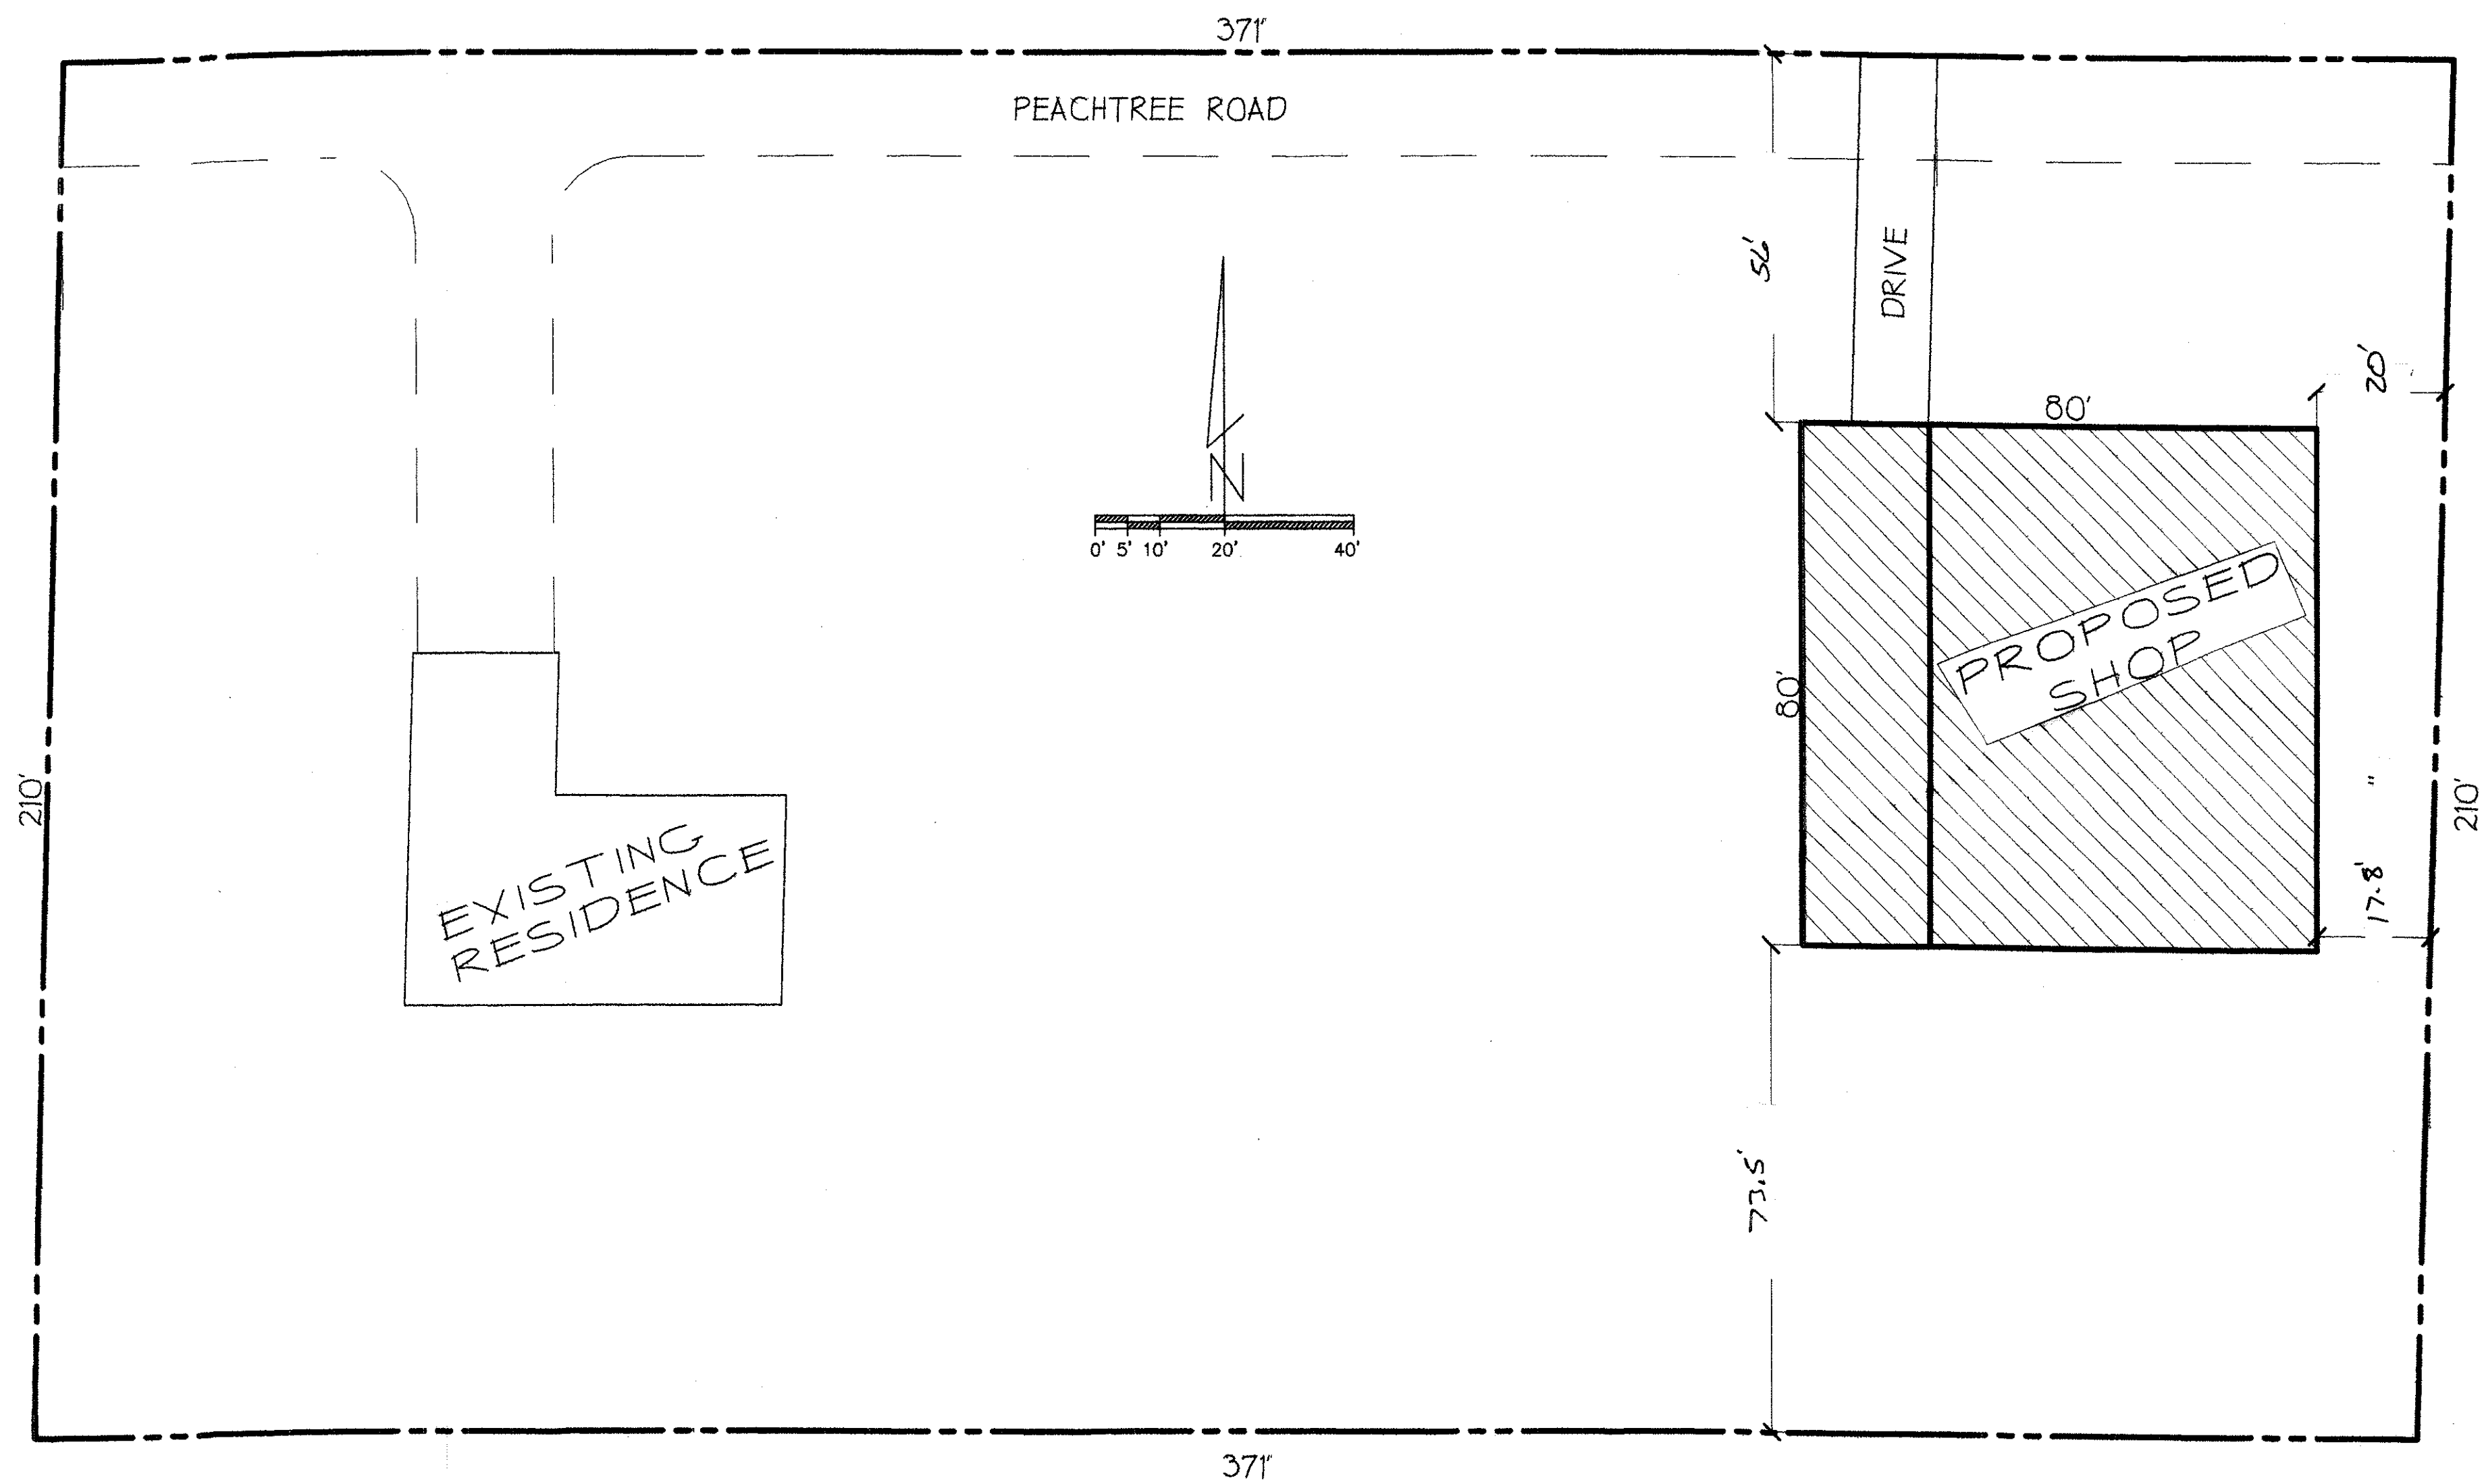 371'
PEACHTREE ROAD
56'
DRIVE
20'
80'
N
0' 5' 10' 20' 40'
PROPOSED
SHOP
80'
210'
"
210'
EXISTING
RESIDENCE
17.8'
73.5'
371'